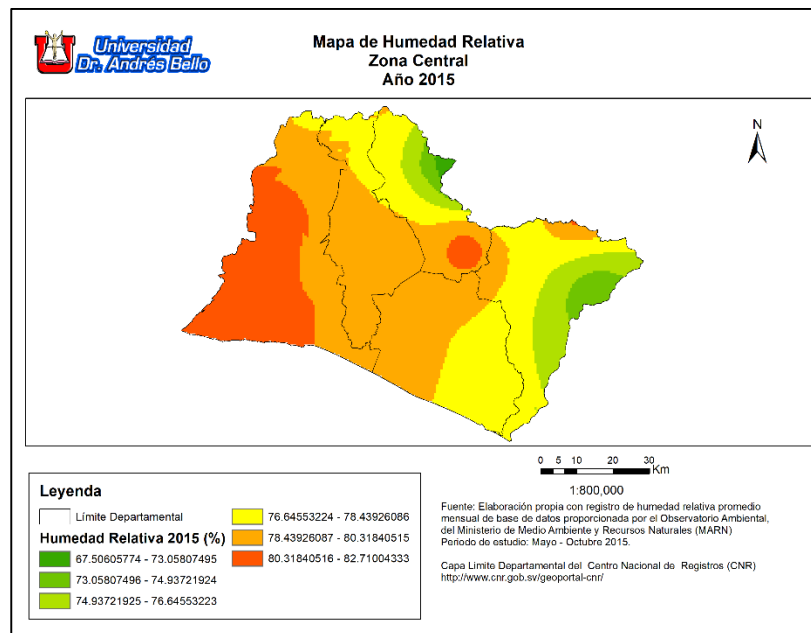 Universidad
Dr. Andrés Bello
Mapa de Humedad Relativa
Zona Central
Año 2015
N
0 5 10 20 30
Km
1:800,000
Leyenda
Límite Departamental
Humedad Relativa 2015 (%)
67.50605774 - 73.05807495
73.05807496 - 74.93721924
74.93721925 - 76.64553223
76.64553224 - 78.43926086
78.43926087 - 80.31840515
80.31840516 - 82.71004333
Fuente: Elaboración propia con registro de humedad relativa promedio
mensual de base de datos proporcionada por el Observatorio Ambiental,
del Ministerio de Medio Ambiente y Recursos Naturales (MARN)
Periodo de estudio: Mayo - Octubre 2015.
Capa Limite Departamental del Centro Nacional de Registros (CNR)
http://www.cnr.gob.sv/geoportal-cnr/